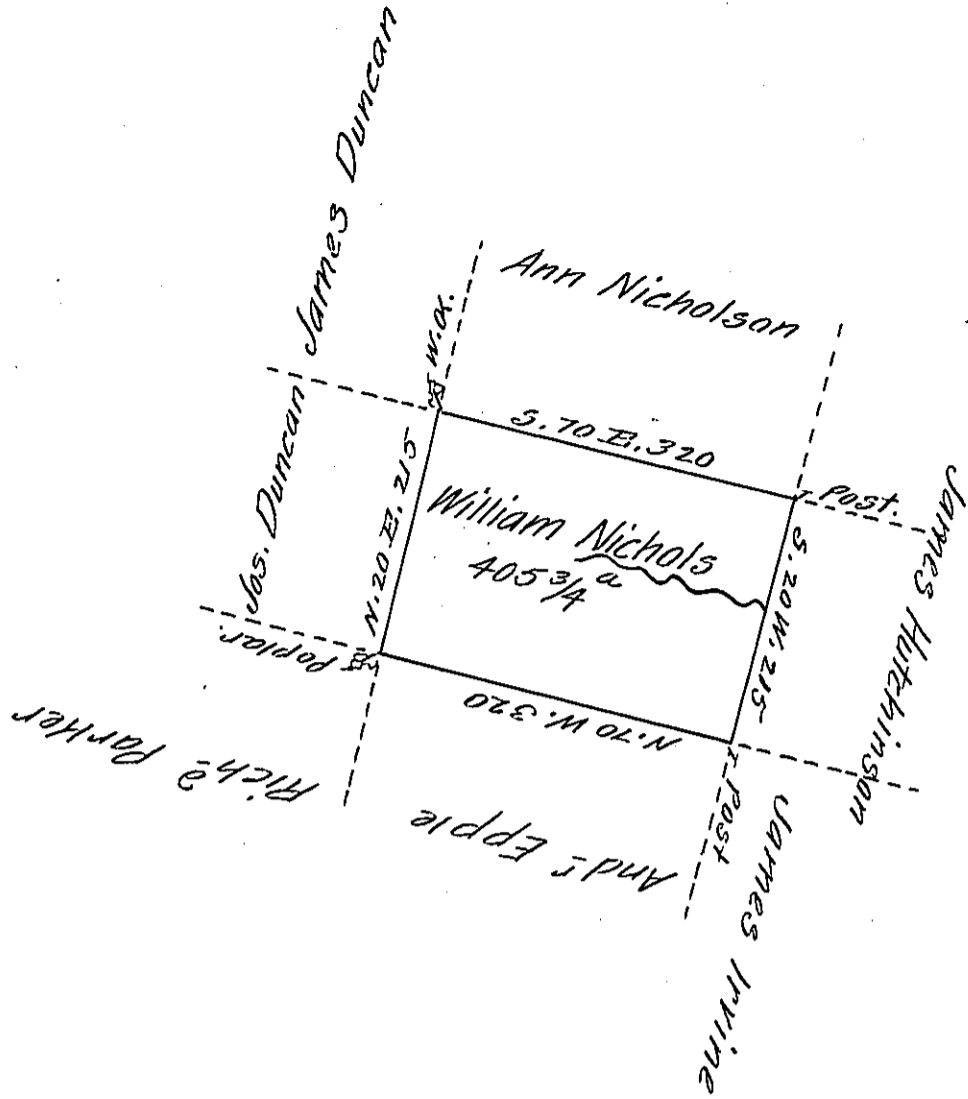 James Duncan
Ann Nicholson
W.O.
S. 70 E. 320
Jos. Duncan
N. 20 E. 215
William Nichols
405 3/4 a
Post.
S. 20 W. 215
James Hutchinson
Poplar.
N. 70 W. 320
Richd Parker
Andr Epple
Post
James Irvine